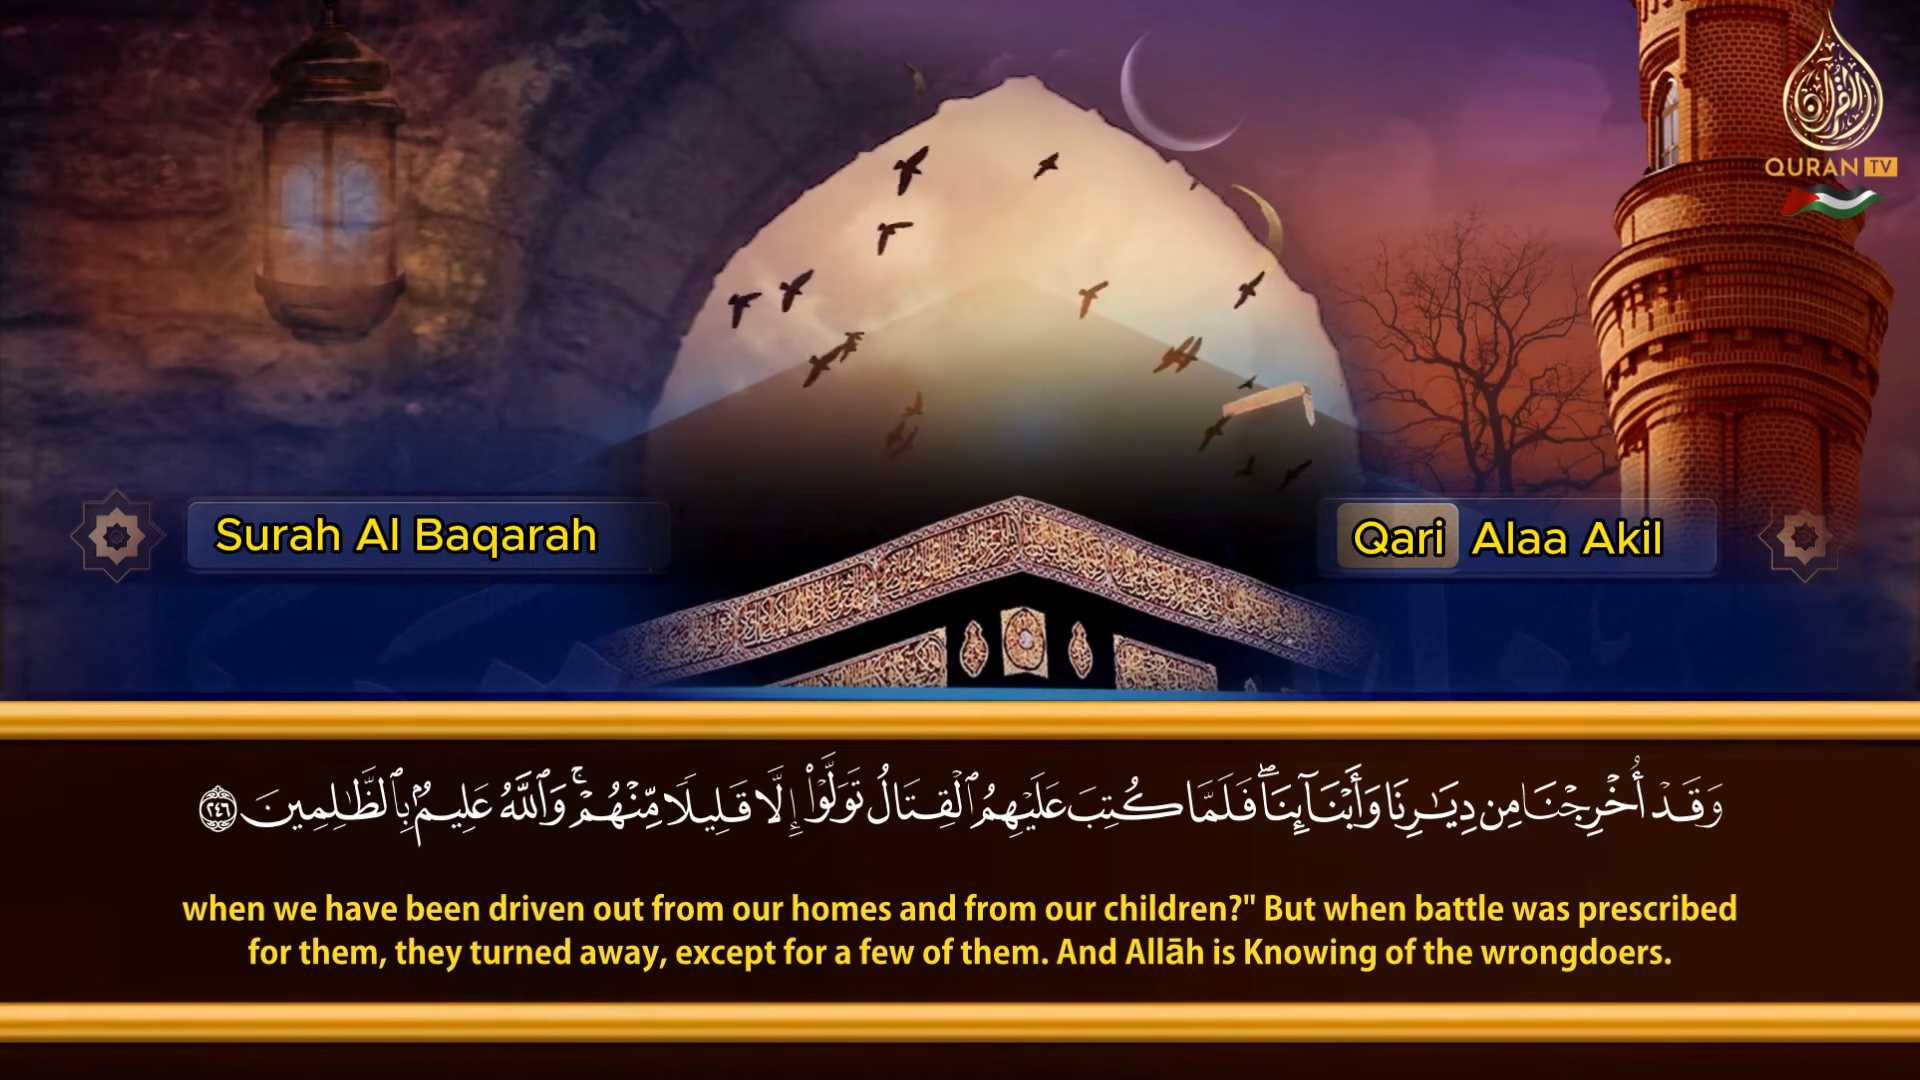 القرآن
QURAN TV
Surah Al Baqarah
Qari Alaa Akil
وَقَدْ أُخْرِجْنَا مِن دِيَـٰرِنَا وَأَبْنَآئِنَا ۖ فَلَمَّا كُتِبَ عَلَيْهِمُ ٱلْقِتَالُ تَوَلَّوْا۟ إِلَّا قَلِيلًا مِّنْهُمْ ۗ وَٱللَّهُ عَلِيمٌۢ بِٱلظَّـٰلِمِينَ ٢٤٦
when we have been driven out from our homes and from our children?" But when battle was prescribed
for them, they turned away, except for a few of them. And Allāh is Knowing of the wrongdoers.